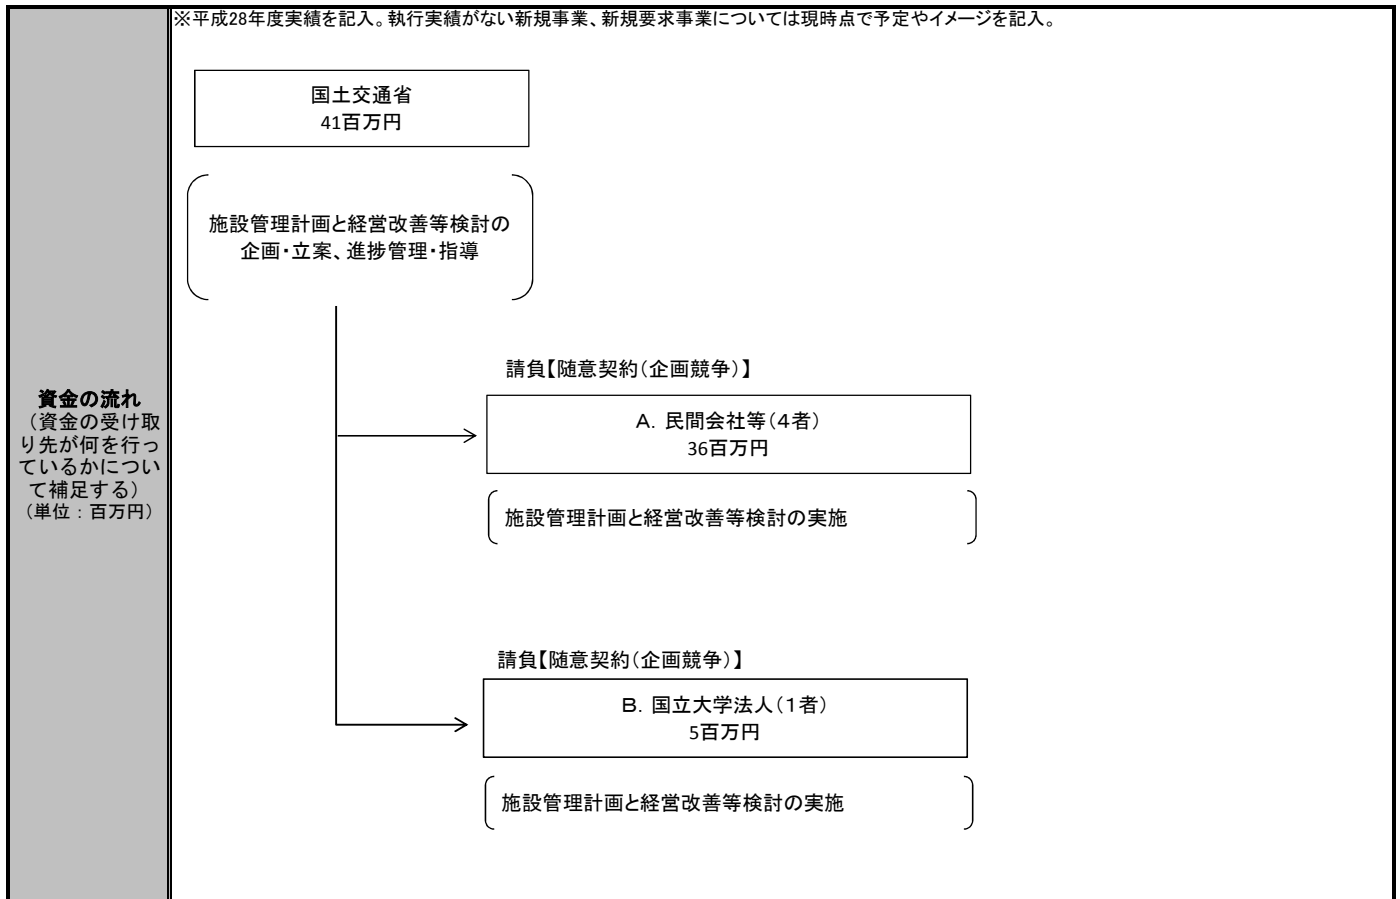 ※平成28年度実績を記入。執行実績がない新規事業、新規要求事業については現時点で予定やイメージを記入。
国土交通省
41百万円
施設管理計画と経営改善等検討の
企画・立案、進捗管理・指導
請負【随意契約（企画競争）】
A．民間会社等（4者）
36百万円
施設管理計画と経営改善等検討の実施
資金の流れ
（資金の受け取
り先が何を行っ
ているかについ
て補足する）
（単位：百万円）
請負【随意契約（企画競争）】
B．国立大学法人（1者）
5百万円
施設管理計画と経営改善等検討の実施